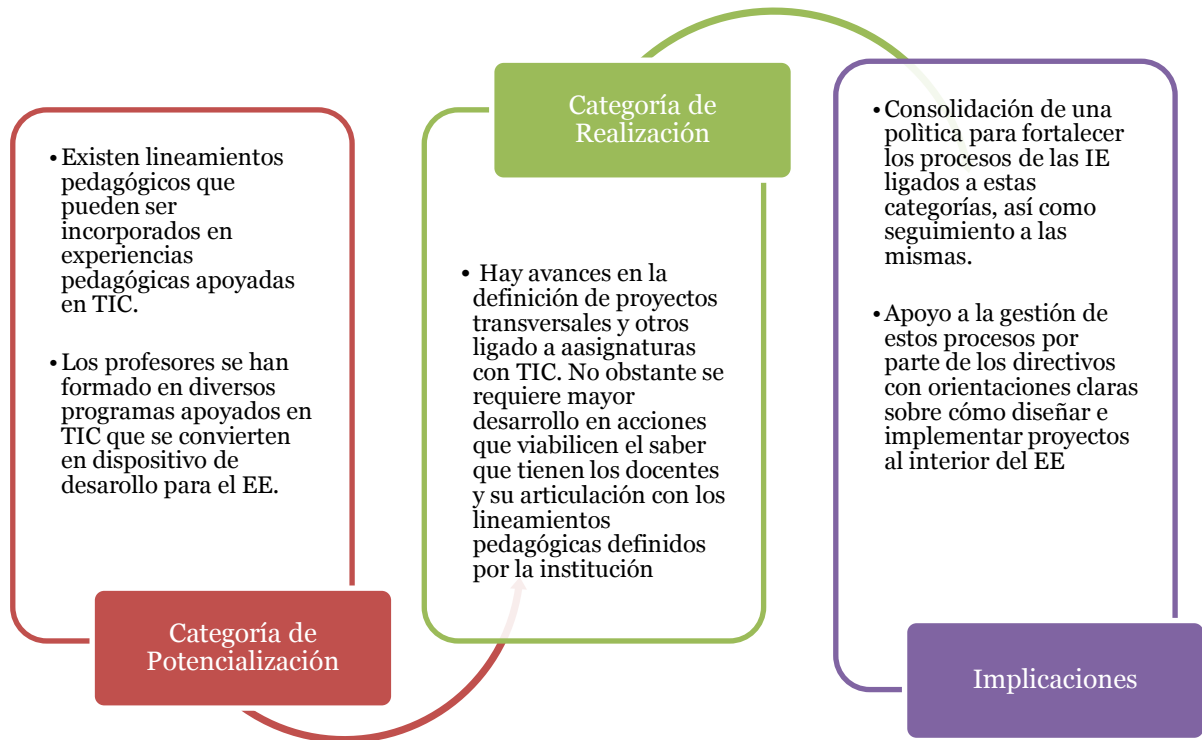 • Existen lineamientos
pedagógicos que
pueden ser
incorporados en
experiencias
pedagógicas apoyadas
en TIC.
• Los profesores se han
formado en diversos
programas apoyados en
TIC que se convierten
en dispositivo de
desarollo para el EE.
Categoría de
Potencialización
Categoría de
Realización
• Hay avances en la
definición de proyectos
transversales y otros
ligado a aasignaturas
con TIC. No obstante se
requiere mayor
desarrollo en acciones
que viabilicen el saber
que tienen los docentes
y su articulación con los
lineamientos
pedagógicas definidos
por la institución
• Consolidación de una
polìtica para fortalecer
los procesos de las IE
ligados a estas
categorías, así como
seguimiento a las
mismas.
• Apoyo a la gestión de
estos procesos por
parte de los directivos
con orientaciones claras
sobre cómo diseñar e
implementar proyectos
al interior del EE
Implicaciones